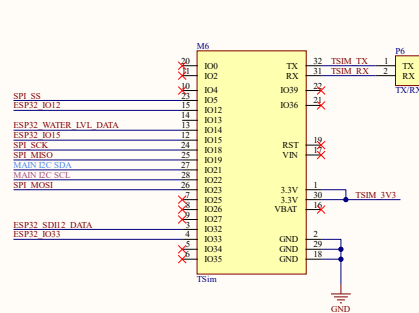 M6
P6
20 IO0 TX 32 TSIM_TX 1 TX
21 IO2 RX 31 TSIM_RX 2 RX
10 IO4 IO39 22
SPI_SS 23 IO5 TX/RX
ESP32_IO12 15 IO12 IO36 21
14 IO13
ESP32_WATER_LVL_DATA 13 IO14
ESP32_IO15 12 IO15 RST 19
SPI_SCK 24 IO18
SPI_MISO 25 IO19 VIN 17
MAIN I2C SDA 27 IO21
MAIN I2C SCL 28 IO22
SPI_MOSI 26 IO23 3.3V 1
7 IO25 3.3V 30 TSIM_3V3
8 IO26 VBAT 16
9 IO27
ESP32_SDI12_DATA 3 IO32
ESP32_IO33 4 IO33 GND 2
5 IO34 GND 29
6 IO35 GND 18
TSim
GND